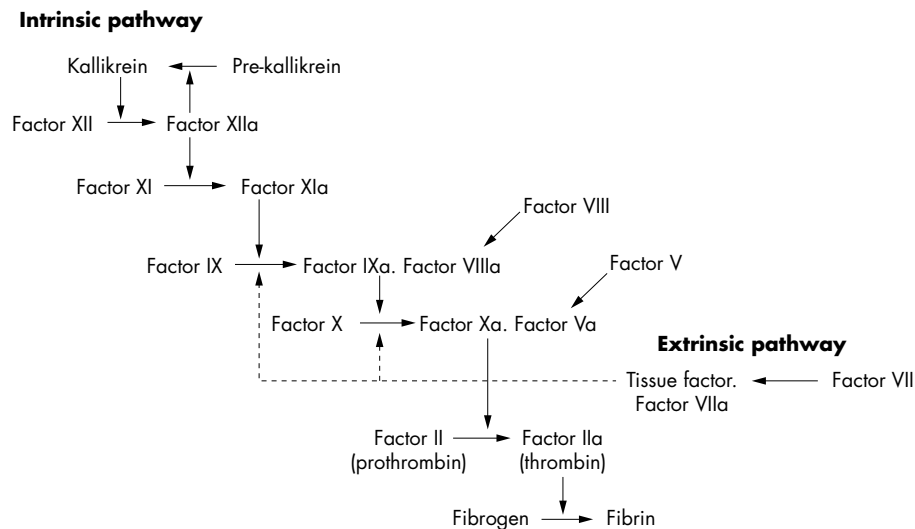 Intrinsic pathway
Kallikrein Pre-kallikrein
Factor XII Factor XIIa
Factor XI Factor XIa
Factor VIII
Factor IX Factor IXa. Factor VIIIa
Factor V
Factor X Factor Xa. Factor Va
Extrinsic pathway
Tissue factor. Factor VII
Factor VIIa
Factor II Factor IIa
(prothrombin) (thrombin)
Fibrogen Fibrin